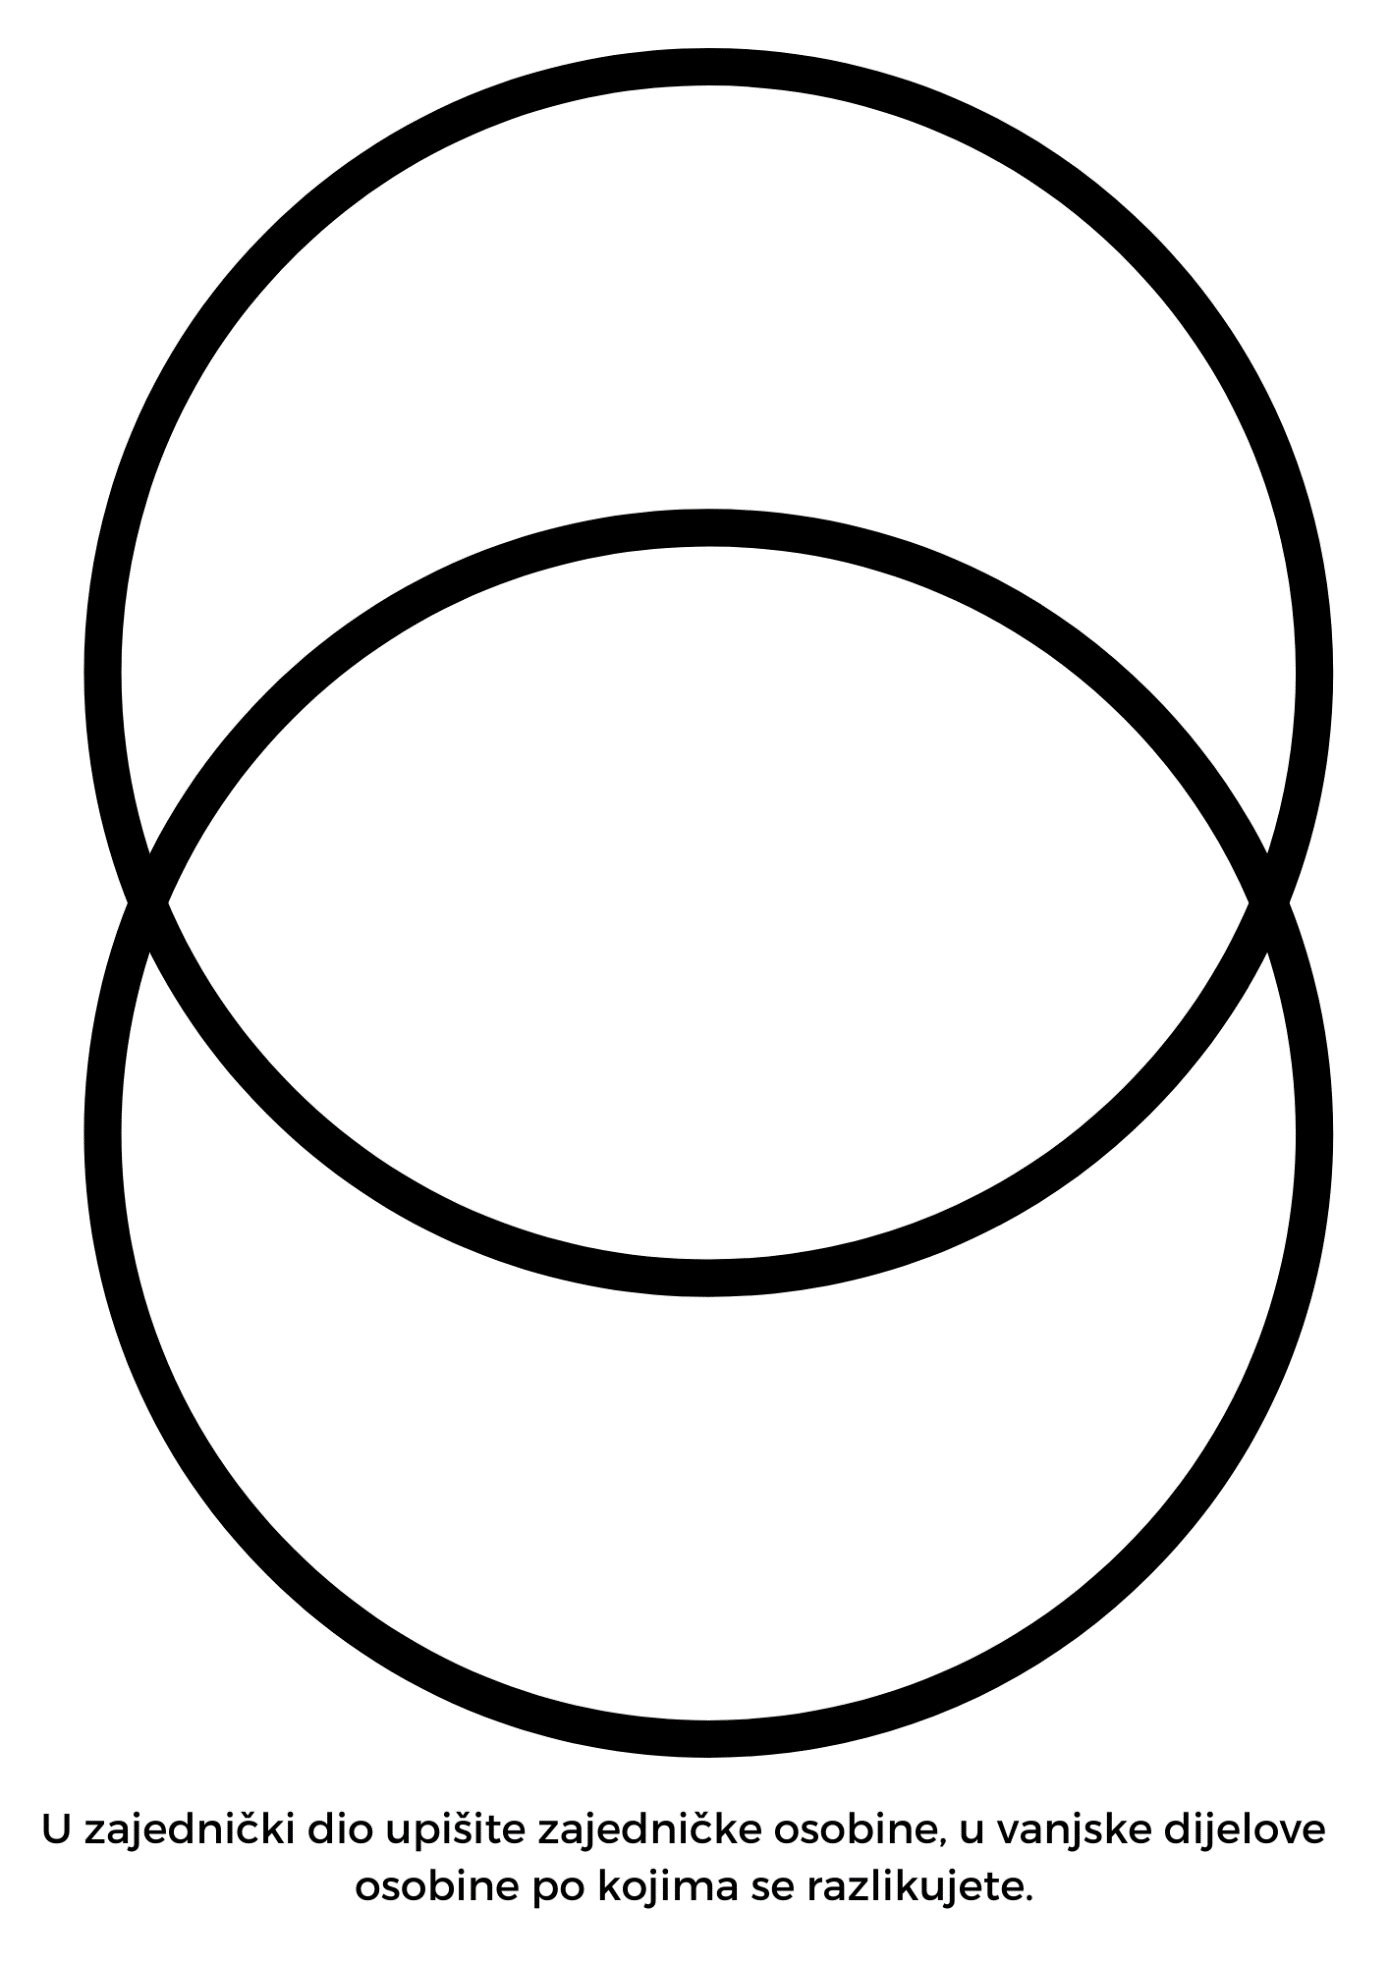 U zajednički dio upišite zajedničke osobine, u vanjske dijelove
osobine po kojima se razlikujete.